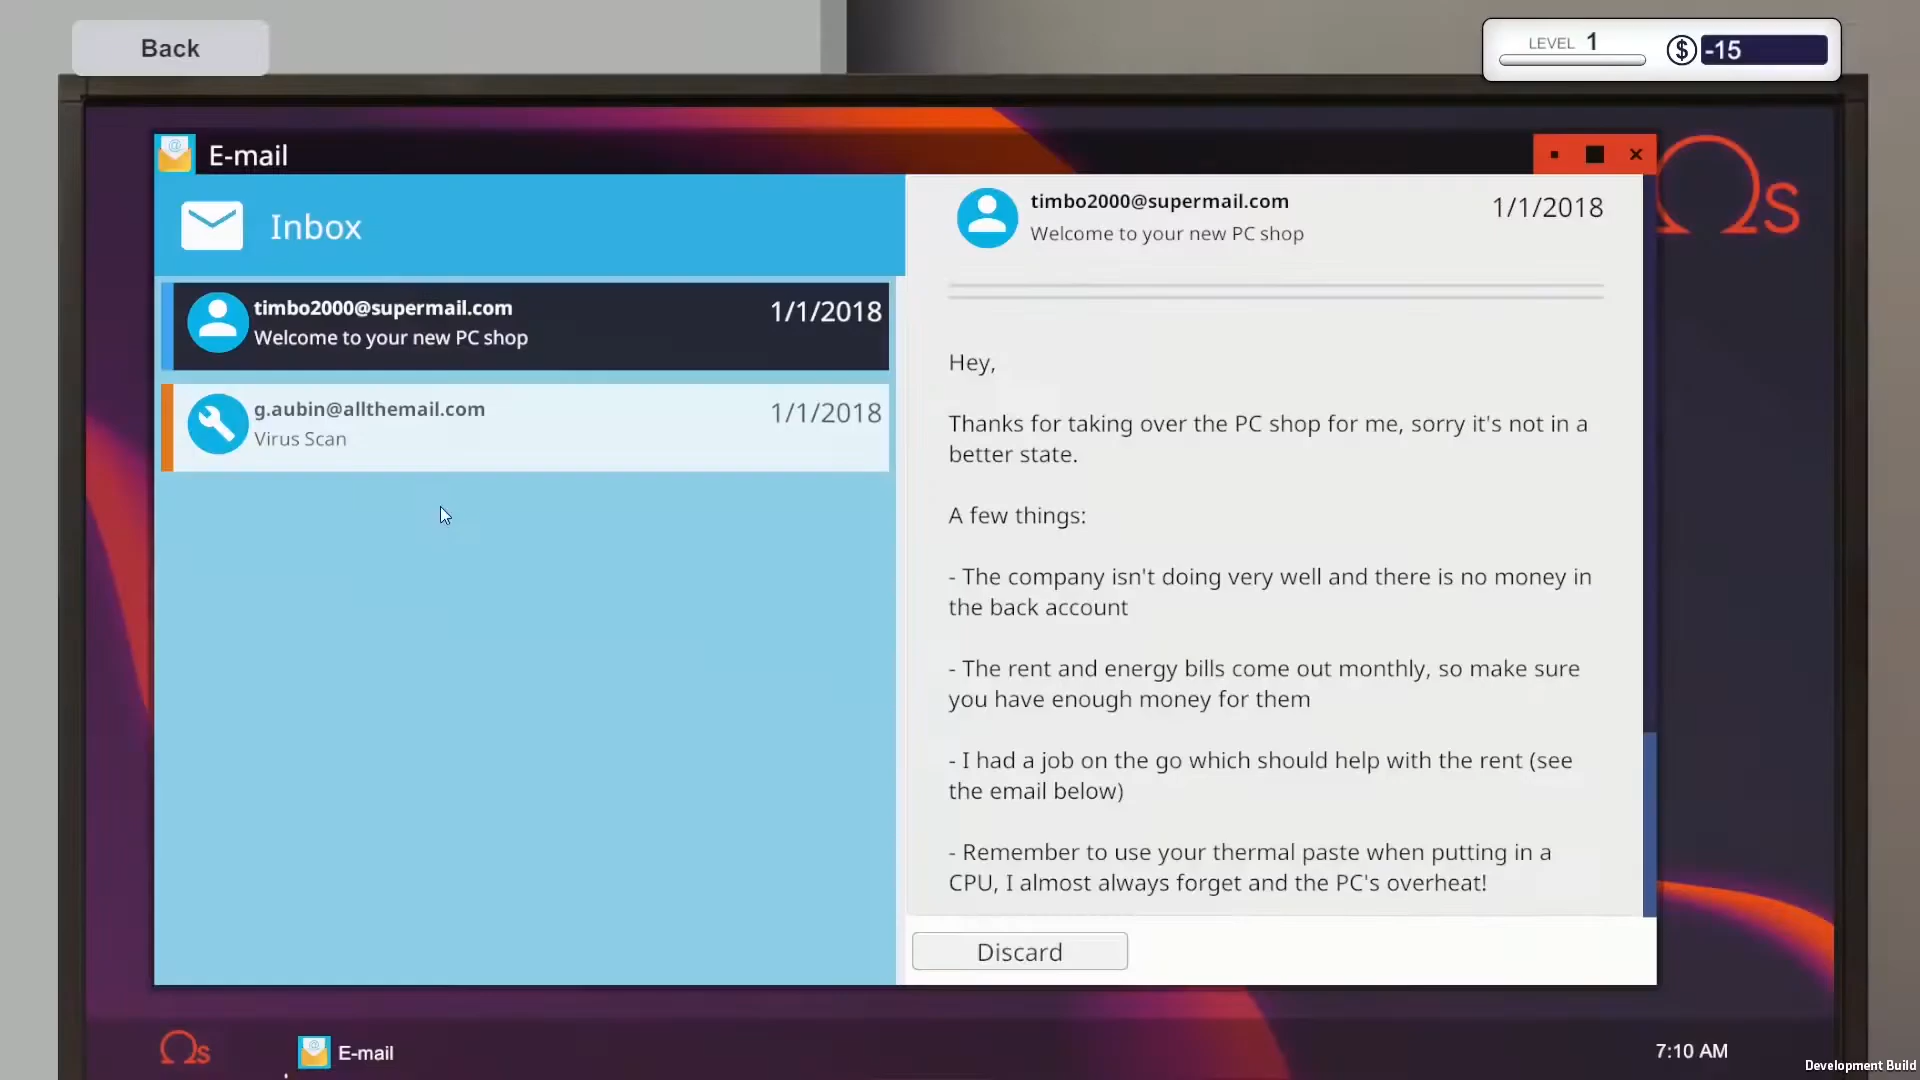 Back
LEVEL 1
$ -15
E-mail
Inbox
timbo2000@supermail.com
1/1/2018
Welcome to your new PC shop
g.aubin@allthemail.com
1/1/2018
Virus Scan
timbo2000@supermail.com
1/1/2018
Welcome to your new PC shop
Hey,
Thanks for taking over the PC shop for me, sorry it's not in a
better state.
A few things:
- The company isn't doing very well and there is no money in
the back account
- The rent and energy bills come out monthly, so make sure
you have enough money for them
- I had a job on the go which should help with the rent (see
the email below)
- Remember to use your thermal paste when putting in a
CPU, I almost always forget and the PC's overheat!
Discard
Ωs
Ωs
E-mail
7:10 AM
Development Build